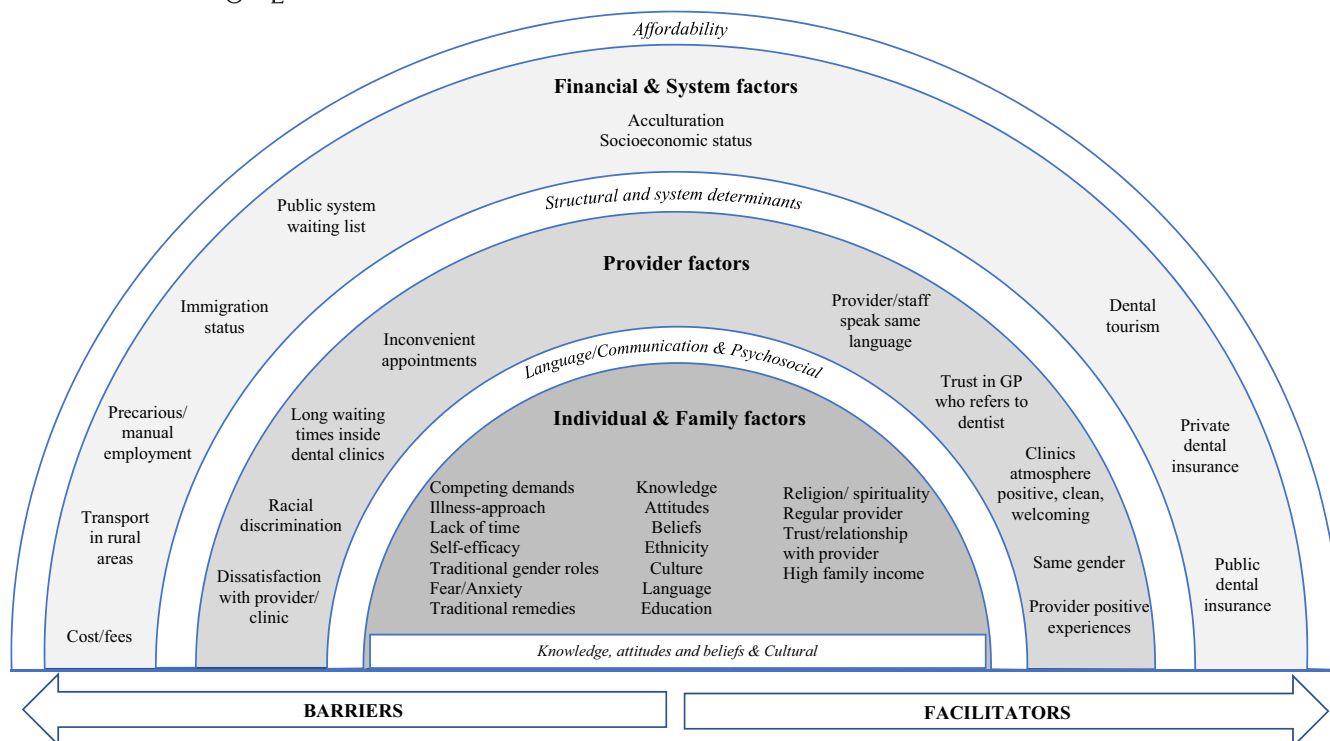 Affordability
Financial & System factors
Acculturation
Socioeconomic status
Structural and system determinants
Public system
waiting list
Immigration
status
Precarious/
manual
employment
Transport
in rural
areas
Cost/fees
Dental
tourism
Private
dental
insurance
Public
dental
insurance
Provider factors
Inconvenient
appointments
Long waiting
times inside
dental clinics
Racial
discrimination
Dissatisfaction
with provider/
clinic
Provider/staff
speak same
language
Trust in GP
who refers to
dentist
Clinics
atmosphere
positive, clean,
welcoming
Same gender
Provider positive
experiences
Language/Communication & Psychosocial
Individual & Family factors
Competing demands
Illness-approach
Lack of time
Self-efficacy
Traditional gender roles
Fear/Anxiety
Traditional remedies
Knowledge
Attitudes
Beliefs
Ethnicity
Culture
Language
Education
Religion/ spirituality
Regular provider
Trust/relationship
with provider
High family income
Knowledge, attitudes and beliefs & Cultural
BARRIERS
FACILITATORS